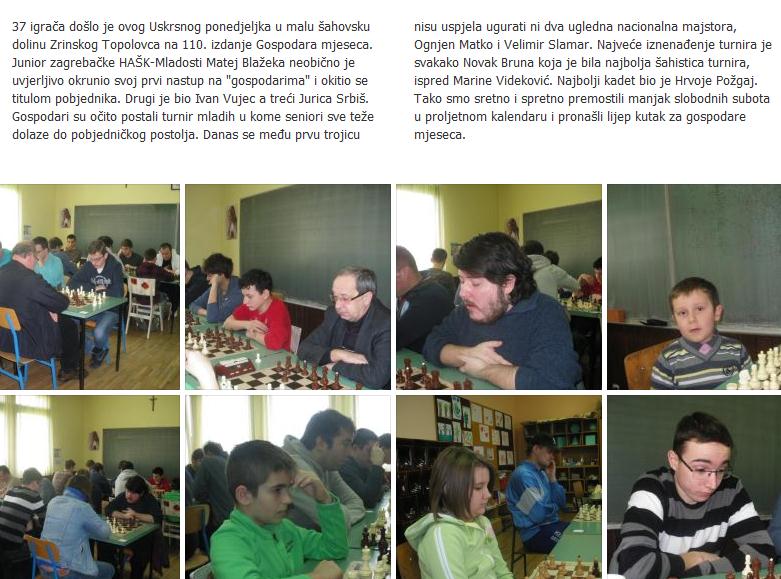 37 igrača došlo je ovog Uskrsnog ponedjeljka u malu šahovsku
dolinu Zrinskog Topolovca na 110. izdanje Gospodara mjeseca.
Junior zagrebačke HAŠK-Mladosti Matej Blažeka neobično je
uvjerljivo okrunio svoj prvi nastup na "gospodarima" i okitio se
titulom pobjednika. Drugi je bio Ivan Vujec a treći Jurica Srbiš.
Gospodari su očito postali turnir mladih u kome seniori sve teže
dolaze do pobjedničkog postolja. Danas se među prvu trojicu
nisu uspjela ugurati ni dva ugledna nacionalna majstora,
Ognjen Matko i Velimir Slamar. Najveće iznenađenje turnira je
svakako Novak Bruna koja je bila najbolja šahistica turnira,
ispred Marine Videković. Najbolji kadet bio je Hrvoje Požgaj.
Tako smo sretno i spretno premostili manjak slobodnih subota
u proljetnom kalendaru i pronašli lijep kutak za gospodare
mjeseca.